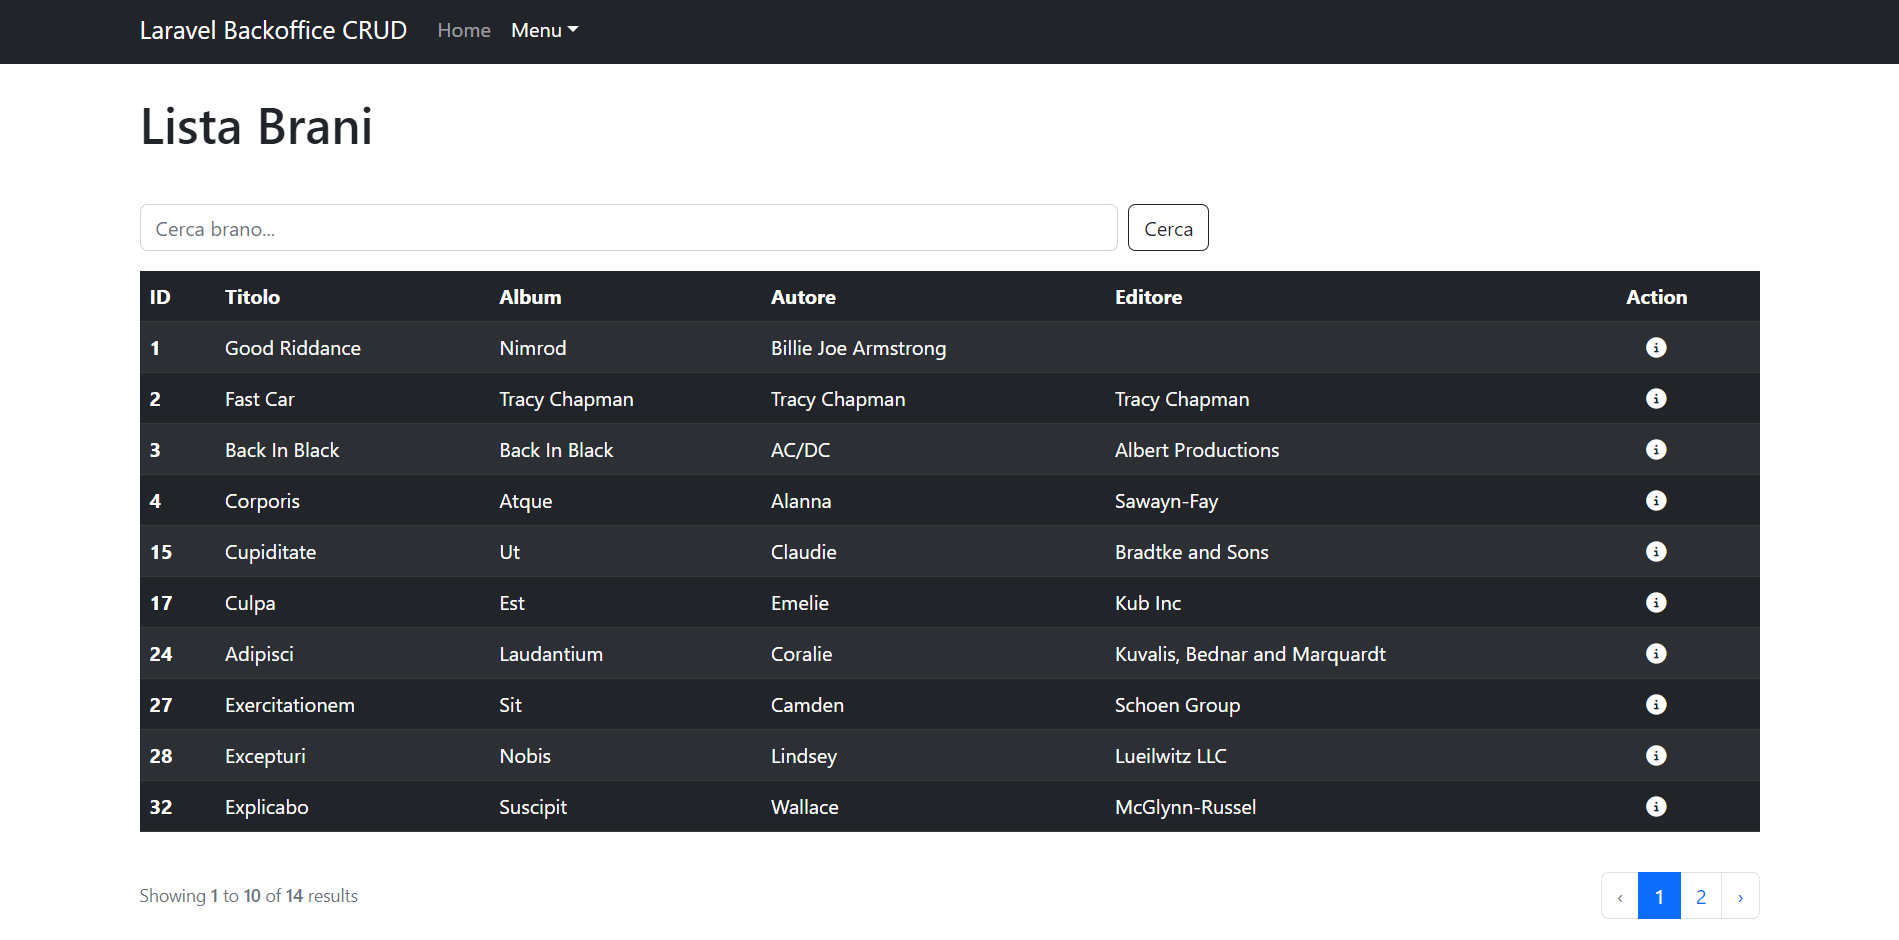 Laravel Backoffice CRUD Home Menu
Lista Brani
Cerca brano... Cerca
ID Titolo Album Autore Editore Action
1 Good Riddance Nimrod Billie Joe Armstrong
2 Fast Car Tracy Chapman Tracy Chapman Tracy Chapman
3 Back In Black Back In Black AC/DC Albert Productions
4 Corporis Atque Alanna Sawayn-Fay
15 Cupiditate Ut Claudie Bradtke and Sons
17 Culpa Est Emelie Kub Inc
24 Adipisci Laudantium Coralie Kuvalis, Bednar and Marquardt
27 Exercitationem Sit Camden Schoen Group
28 Excepturi Nobis Lindsey Lueilwitz LLC
32 Explicabo Suscipit Wallace McGlynn-Russel
Showing 1 to 10 of 14 results ‹ 1 2 ›